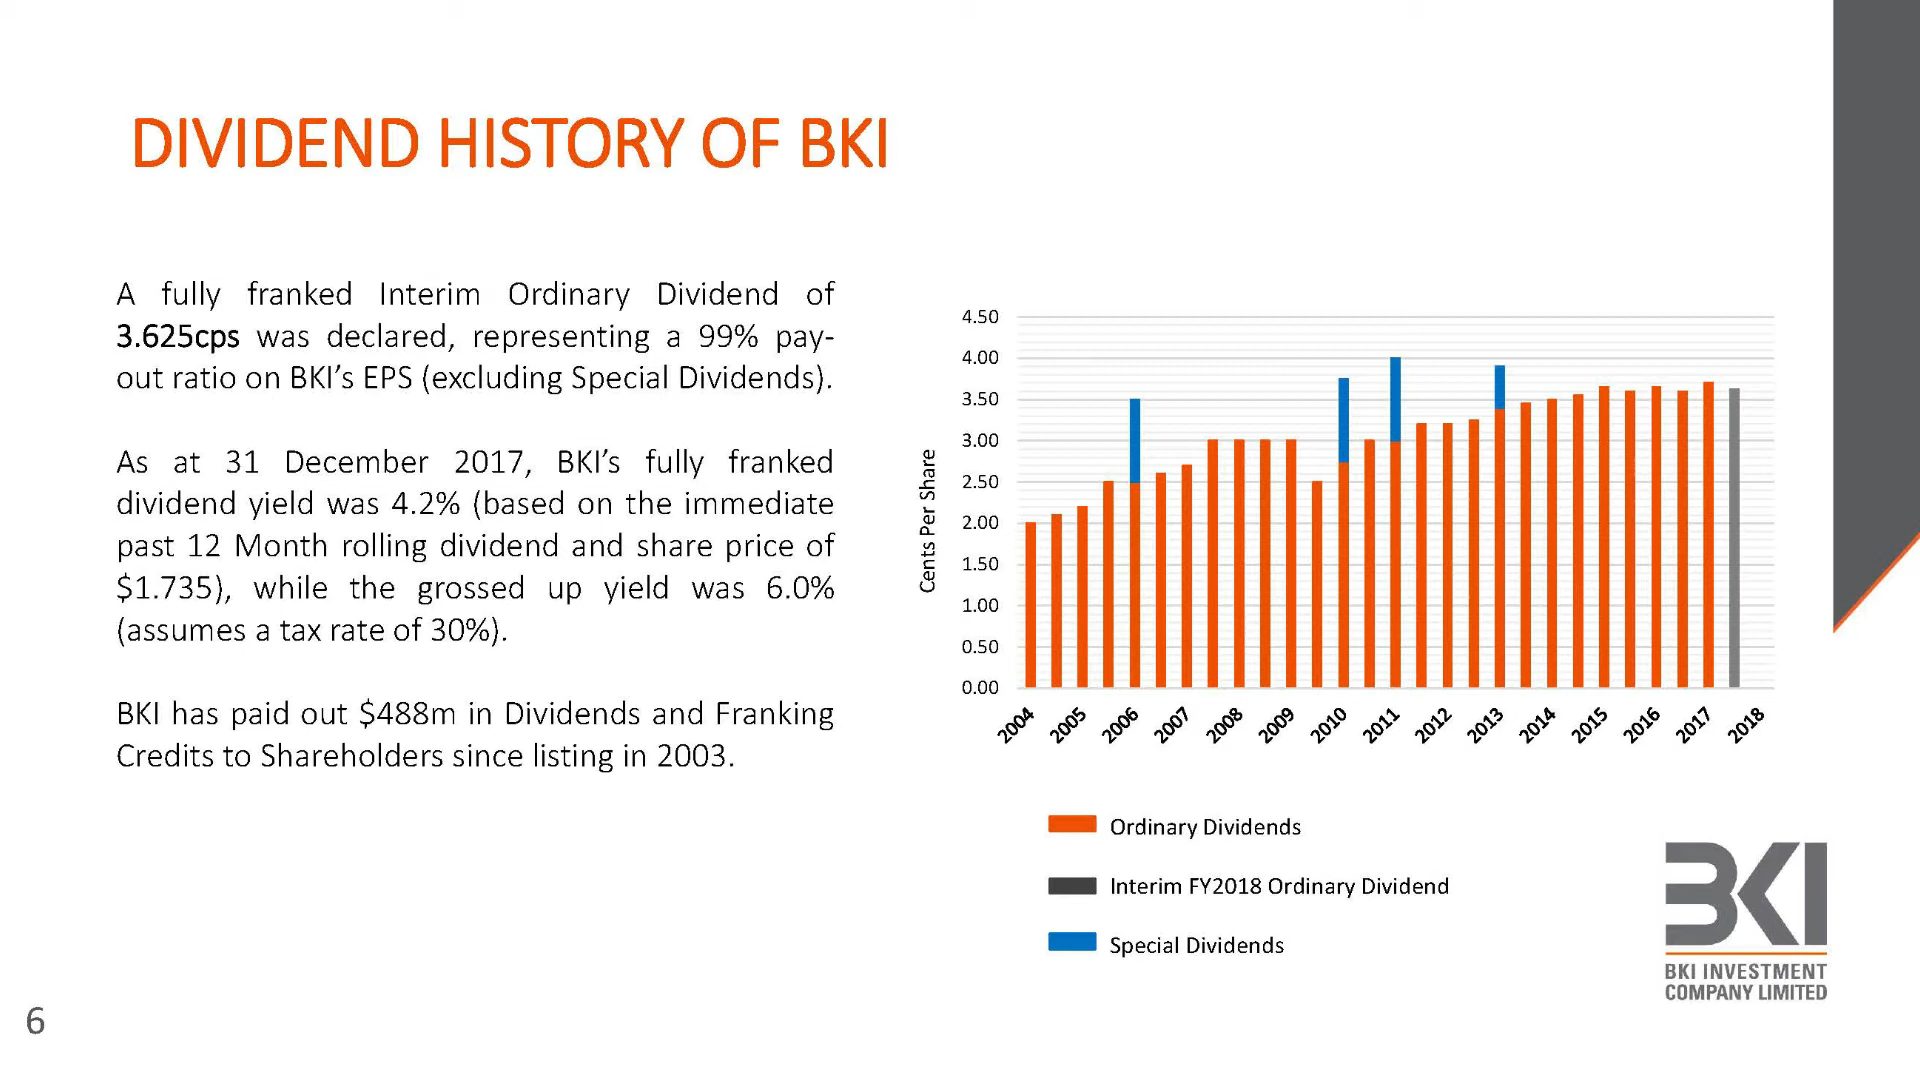 DIVIDEND HISTORY OF BKI
A fully franked Interim Ordinary Dividend of
3.625cps was declared, representing a 99% pay-
out ratio on BKI’s EPS (excluding Special Dividends).
As at 31 December 2017, BKI’s fully franked
dividend yield was 4.2% (based on the immediate
past 12 Month rolling dividend and share price of
$1.735), while the grossed up yield was 6.0%
(assumes a tax rate of 30%).
BKI has paid out $488m in Dividends and Franking
Credits to Shareholders since listing in 2003.
Cents Per Share
4.50
4.00
3.50
3.00
2.50
2.00
1.50
1.00
0.50
0.00
2004 2005 2006 2007 2008 2009 2010 2011 2012 2013 2014 2015 2016 2017 2018
Ordinary Dividends
Interim FY2018 Ordinary Dividend
Special Dividends
BKI
BKI INVESTMENT
COMPANY LIMITED
6